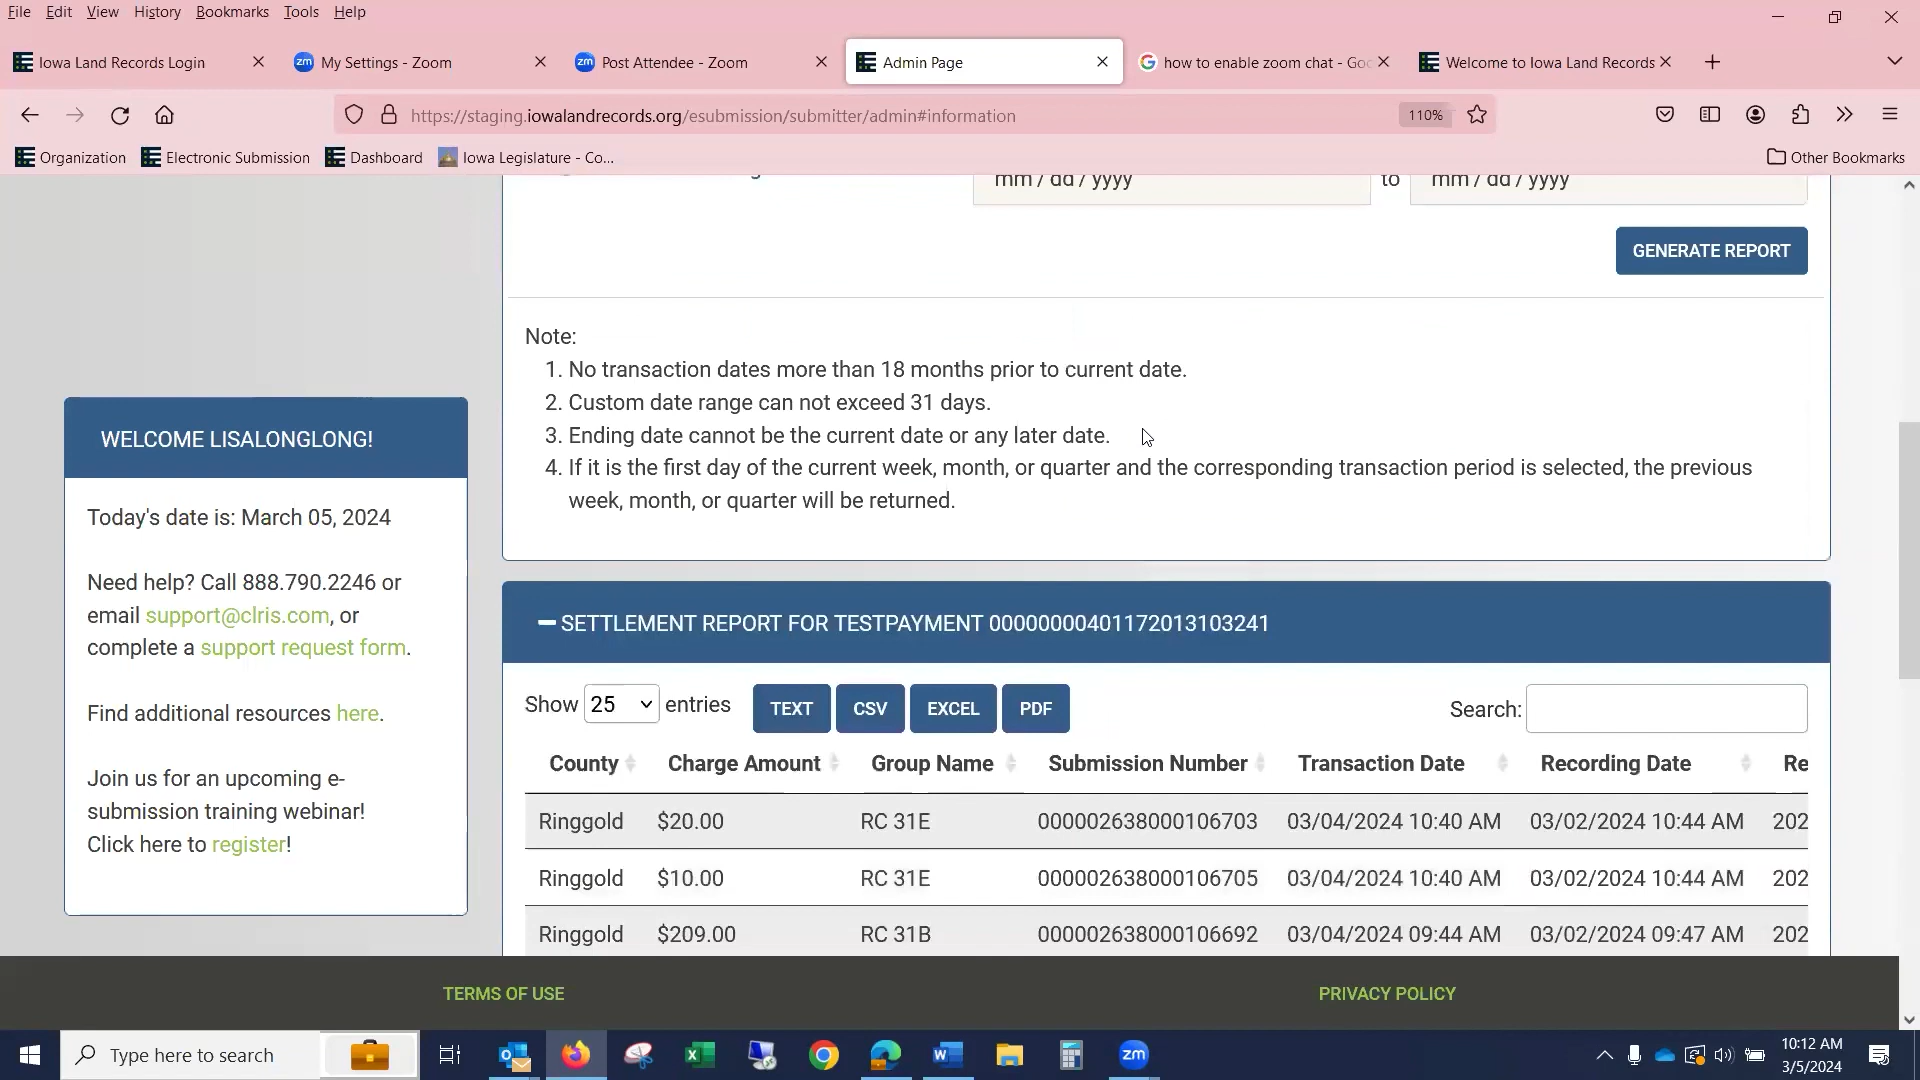 File Edit View History Bookmarks Tools Help
Iowa Land Records Login
zm My Settings - Zoom
zm Post Attendee - Zoom
Admin Page
how to enable zoom chat - Goo
Welcome to Iowa Land Records
https://staging.iowalandrecords.org/esubmission/submitter/admin#information
110%
Organization Electronic Submission Dashboard Iowa Legislature - Co... Other Bookmarks
mm / dd / yyyy to mm / dd / yyyy
GENERATE REPORT
Note:
1. No transaction dates more than 18 months prior to current date.
2. Custom date range can not exceed 31 days.
3. Ending date cannot be the current date or any later date.
4. If it is the first day of the current week, month, or quarter and the corresponding transaction period is selected, the previous
week, month, or quarter will be returned.
WELCOME LISALONGLONG!
Today's date is: March 05, 2024
Need help? Call 888.790.2246 or
email support@clris.com, or
complete a support request form.
Find additional resources here.
Join us for an upcoming e-
submission training webinar!
Click here to register!
SETTLEMENT REPORT FOR TESTPAYMENT 00000000401172013103241
Show 25 entries TEXT CSV EXCEL PDF Search:
County Charge Amount Group Name Submission Number Transaction Date Recording Date Re
Ringgold $20.00 RC 31E 000002638000106703 03/04/2024 10:40 AM 03/02/2024 10:44 AM 202
Ringgold $10.00 RC 31E 000002638000106705 03/04/2024 10:40 AM 03/02/2024 10:44 AM 202
Ringgold $209.00 RC 31B 000002638000106692 03/04/2024 09:44 AM 03/02/2024 09:47 AM 202
TERMS OF USE PRIVACY POLICY
Type here to search
zm
10:12 AM
3/5/2024